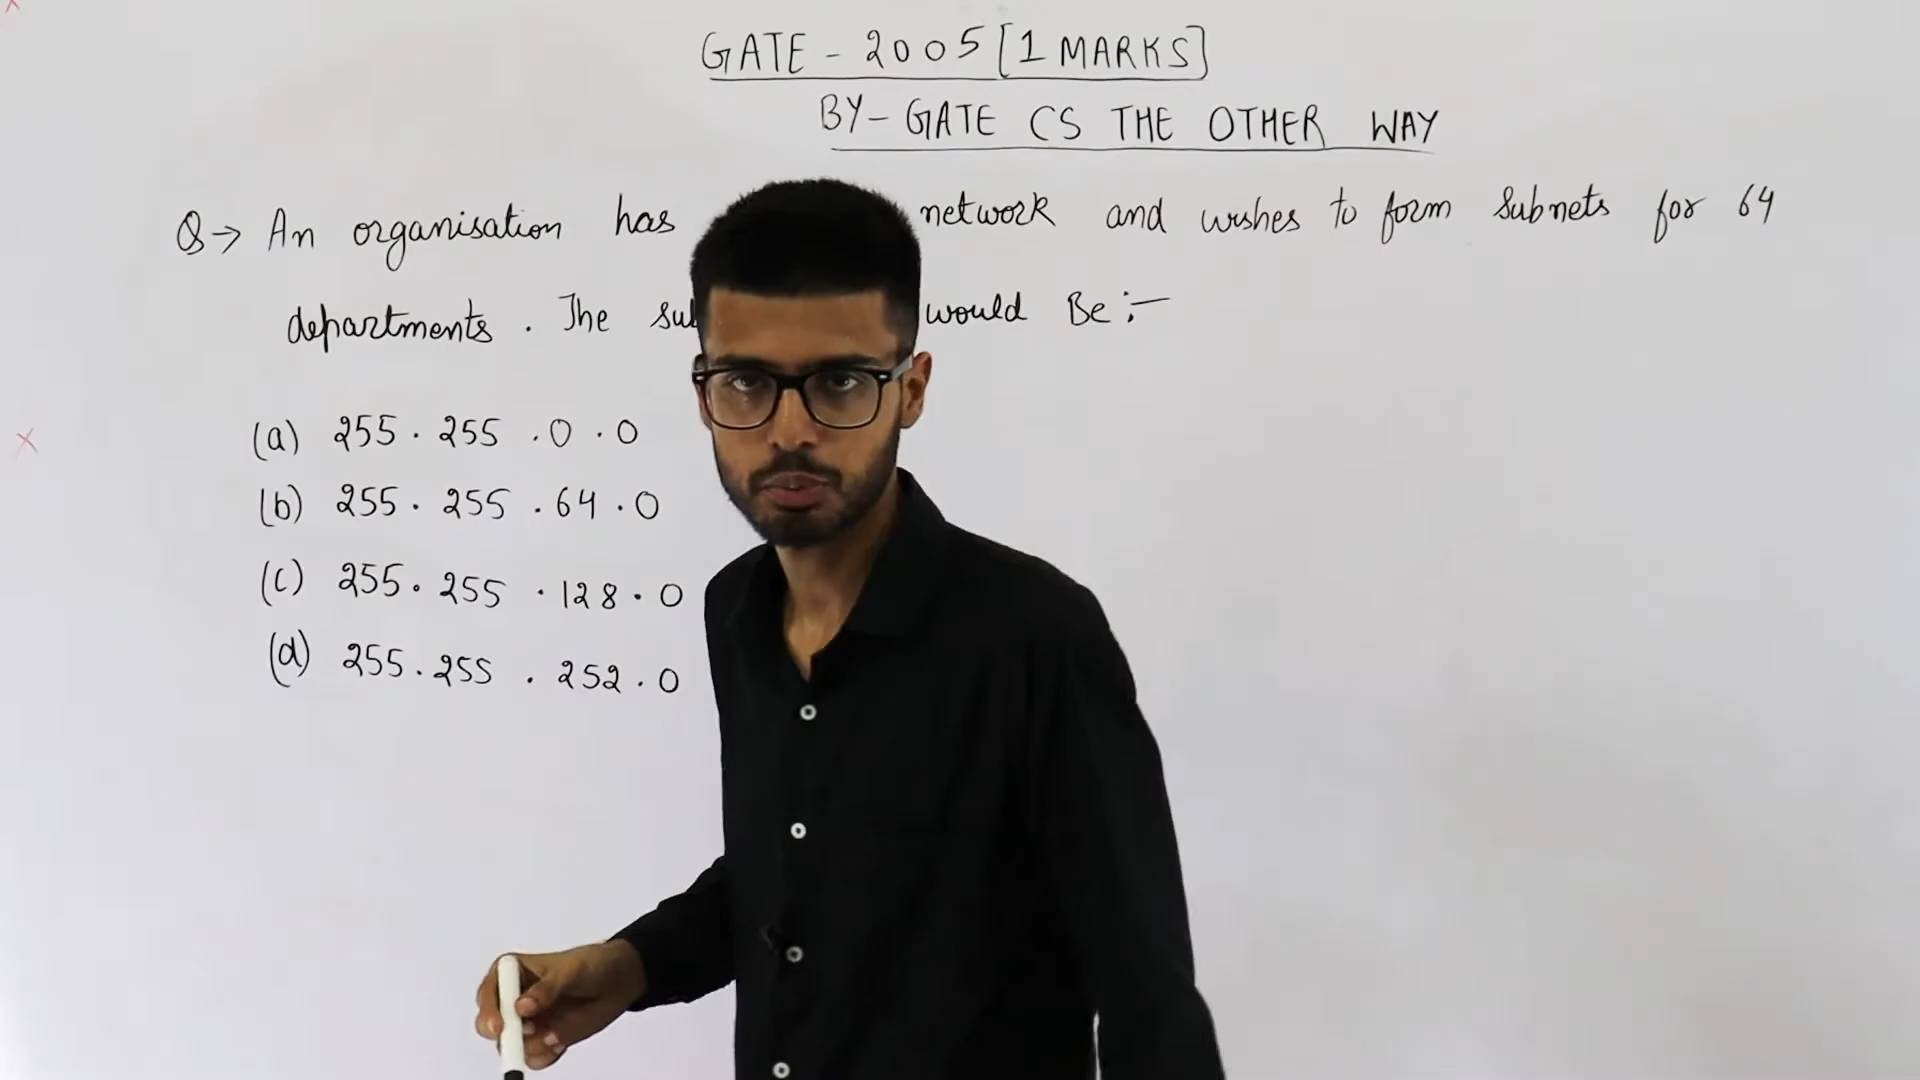 GATE - 2005 [1 MARKS]
BY - GATE CS THE OTHER WAY
Q → An organisation has network and wishes to form subnets for 64
departments . The would Be :-
(a) 255 . 255 . 0 . 0
(b) 255 . 255 . 64 . 0
(c) 255 . 255 . 128 . 0
(d) 255 . 255 . 252 . 0